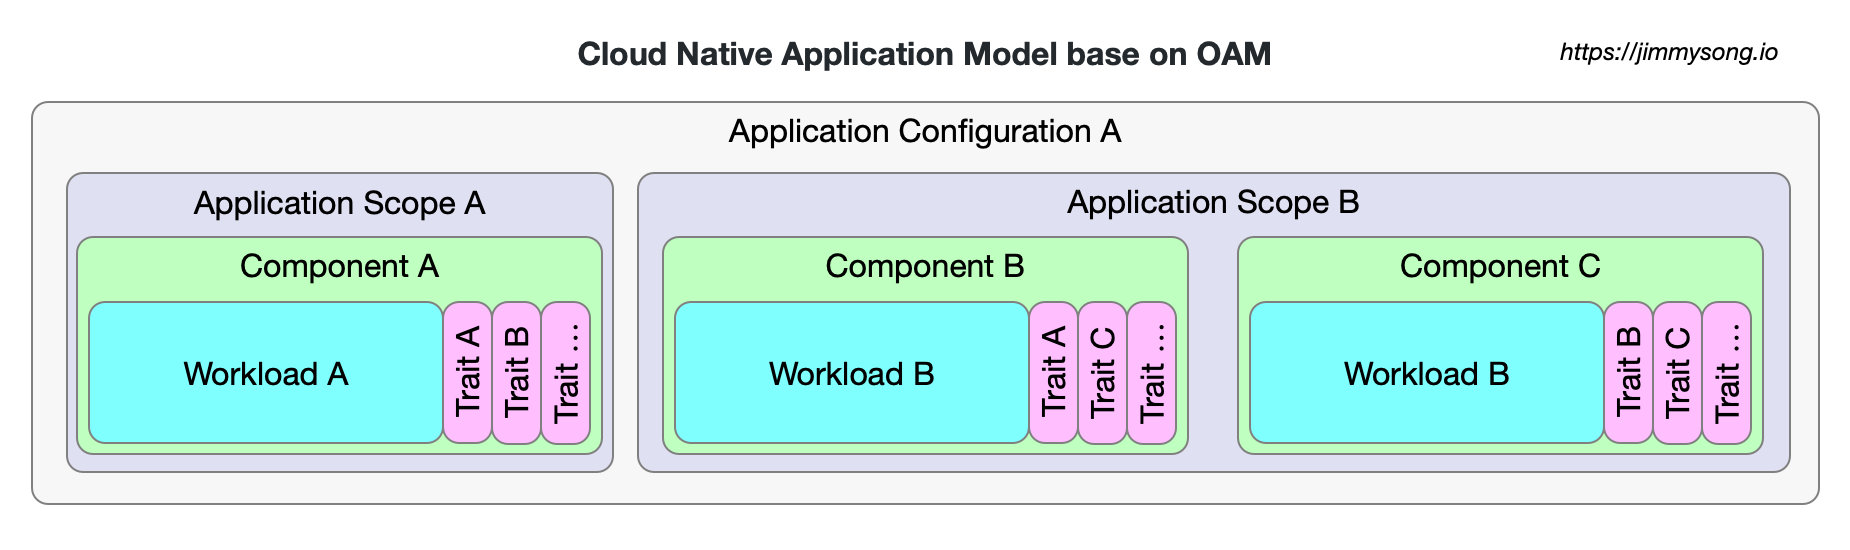 Cloud Native Application Model base on OAM
https://jimmysong.io
Application Configuration A
Application Scope A
Component A
Workload A
Trait A
Trait B
Trait ...
Application Scope B
Component B
Workload B
Trait A
Trait C
Trait ...
Component C
Workload B
Trait B
Trait C
Trait ...